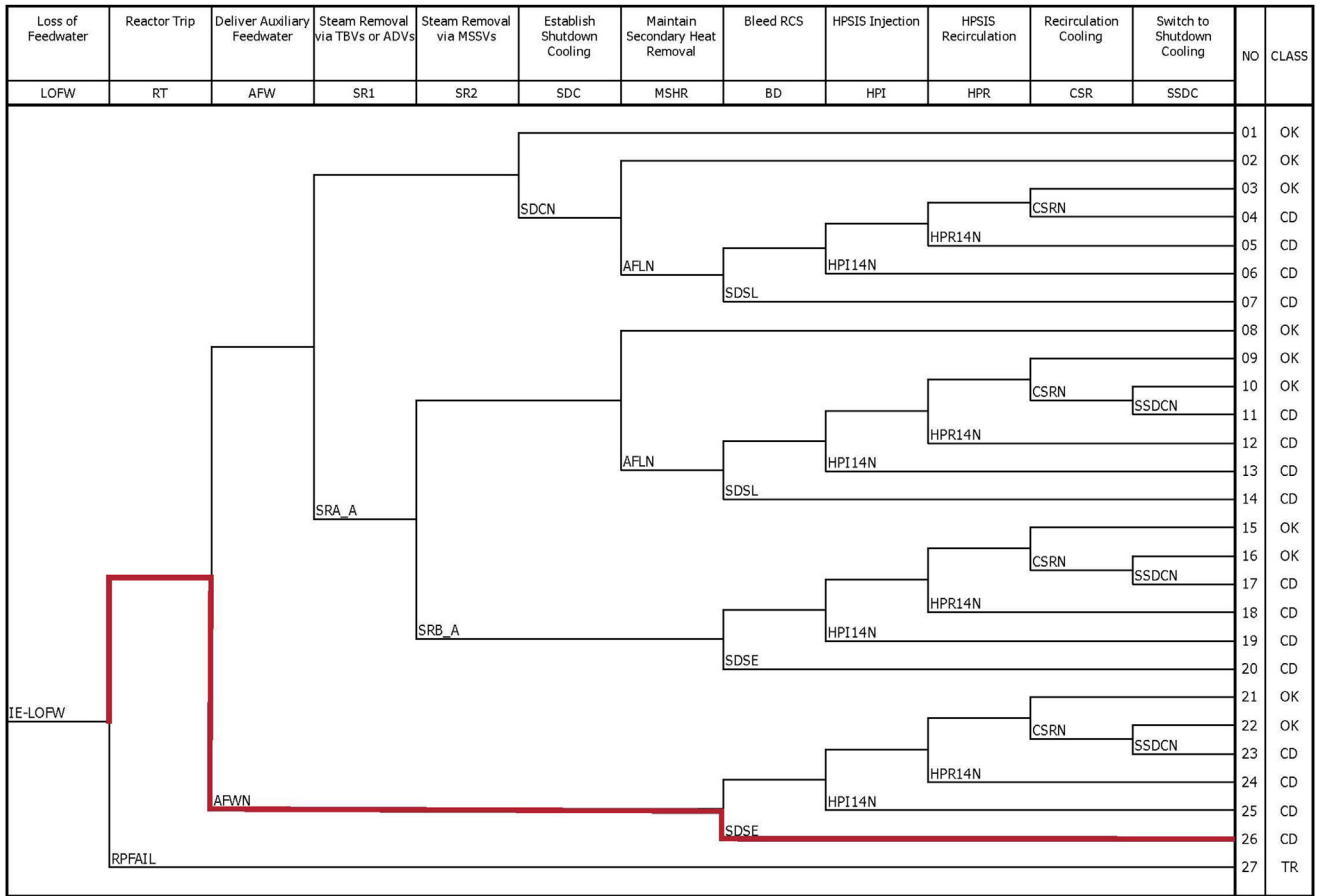 Loss of
Feedwater
Reactor Trip
Deliver Auxiliary
Feedwater
Steam Removal
via TBVs or ADVs
Steam Removal
via MSSVs
Establish
Shutdown
Cooling
Maintain
Secondary Heat
Removal
Bleed RCS
HPSIS Injection
HPSIS
Recirculation
Recirculation
Cooling
Switch to
Shutdown
Cooling
NO
CLASS
LOFW
RT
AFW
SR1
SR2
SDC
MSHR
BD
HPI
HPR
CSR
SSDC
01 OK
02 OK
03 OK
SDCN
CSRN
04 CD
HPR14N
05 CD
AFLN
HPI14N
06 CD
SDSL
07 CD
08 OK
09 OK
10 OK
CSRN
SSDCN
11 CD
HPR14N
12 CD
AFLN
HPI14N
13 CD
SDSL
14 CD
SRA_A
15 OK
16 OK
CSRN
SSDCN
17 CD
HPR14N
18 CD
SRB_A
HPI14N
19 CD
SDSE
20 CD
21 OK
IE-LOFW
22 OK
CSRN
SSDCN
23 CD
HPR14N
24 CD
AFWN
HPI14N
25 CD
SDSE
26 CD
RPFAIL
27 TR